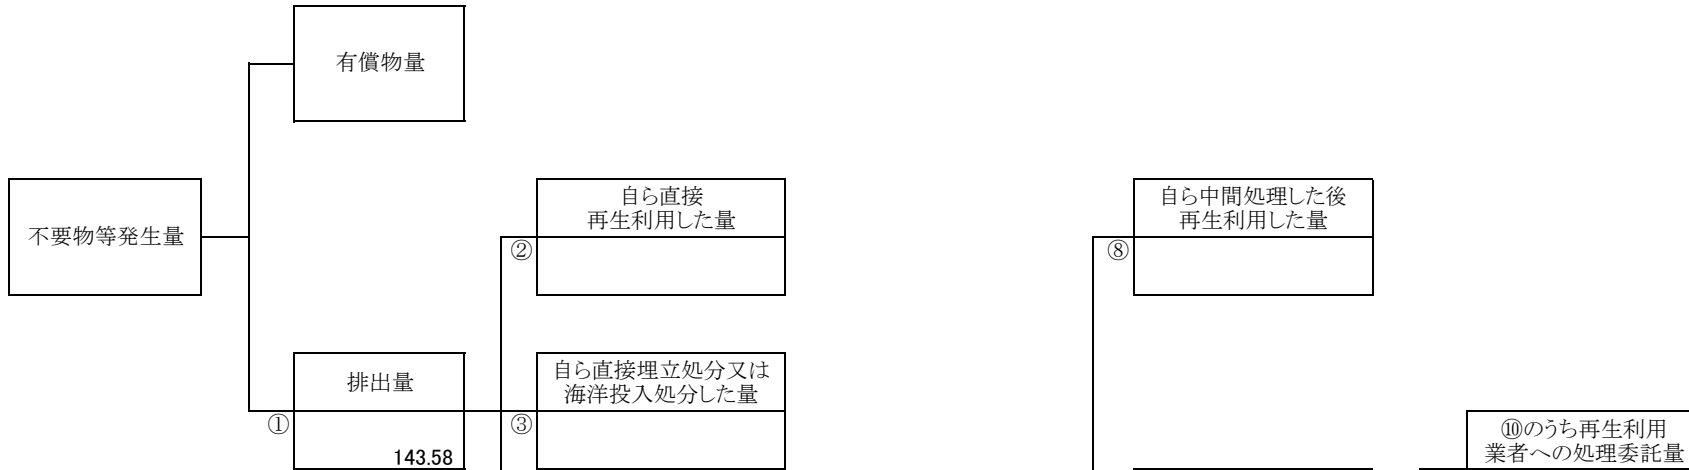 有償物量
不要物等発生量
自ら直接
再生利用した量
②
自ら中間処理した後
再生利用した量
⑧
排出量
①
143.58
自ら直接埋立処分又は
海洋投入処分した量
③
⑩のうち再生利用
業者への処理委託量